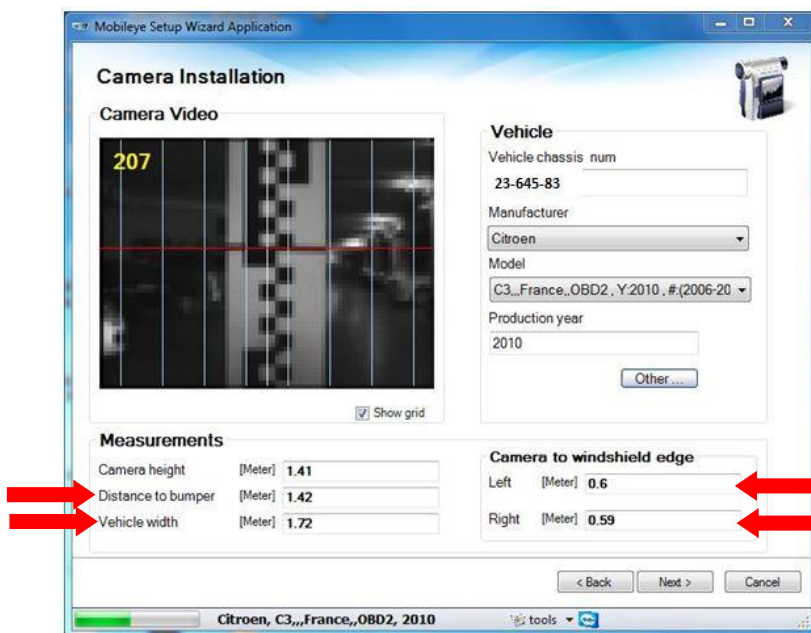 Mobileye Setup Wizard Application
Camera Installation
Camera Video
207
Show grid
Vehicle
Vehicle chassis num
23-645-83
Manufacturer
Citroen
Model
C3,,,France,,OBD2 , Y:2010 , #:(2006-20
Production year
2010
Other ...
Measurements
Camera height [Meter] 1.41
Distance to bumper [Meter] 1.42
Vehicle width [Meter] 1.72
Camera to windshield edge
Left [Meter] 0.6
Right [Meter] 0.59
< Back Next > Cancel
Citroen, C3,,,France,,OBD2, 2010 tools